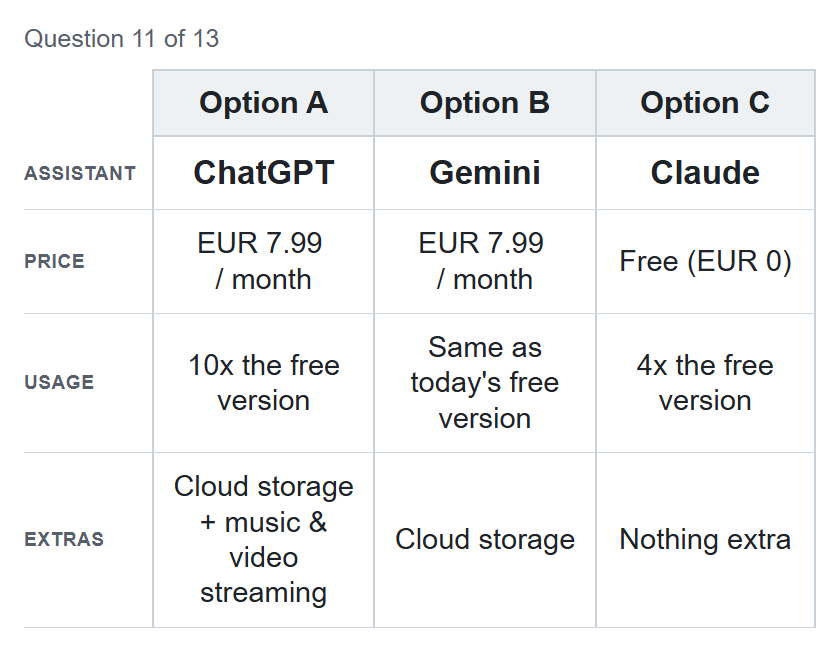 Question 11 of 13
Option A Option B Option C
ASSISTANT ChatGPT Gemini Claude
PRICE
EUR 7.99
/ month
EUR 7.99
/ month
Free (EUR 0)
USAGE
10x the free
version
Same as
today's free
version
4x the free
version
EXTRAS
Cloud storage
+ music &
video
streaming
Cloud storage
Nothing extra